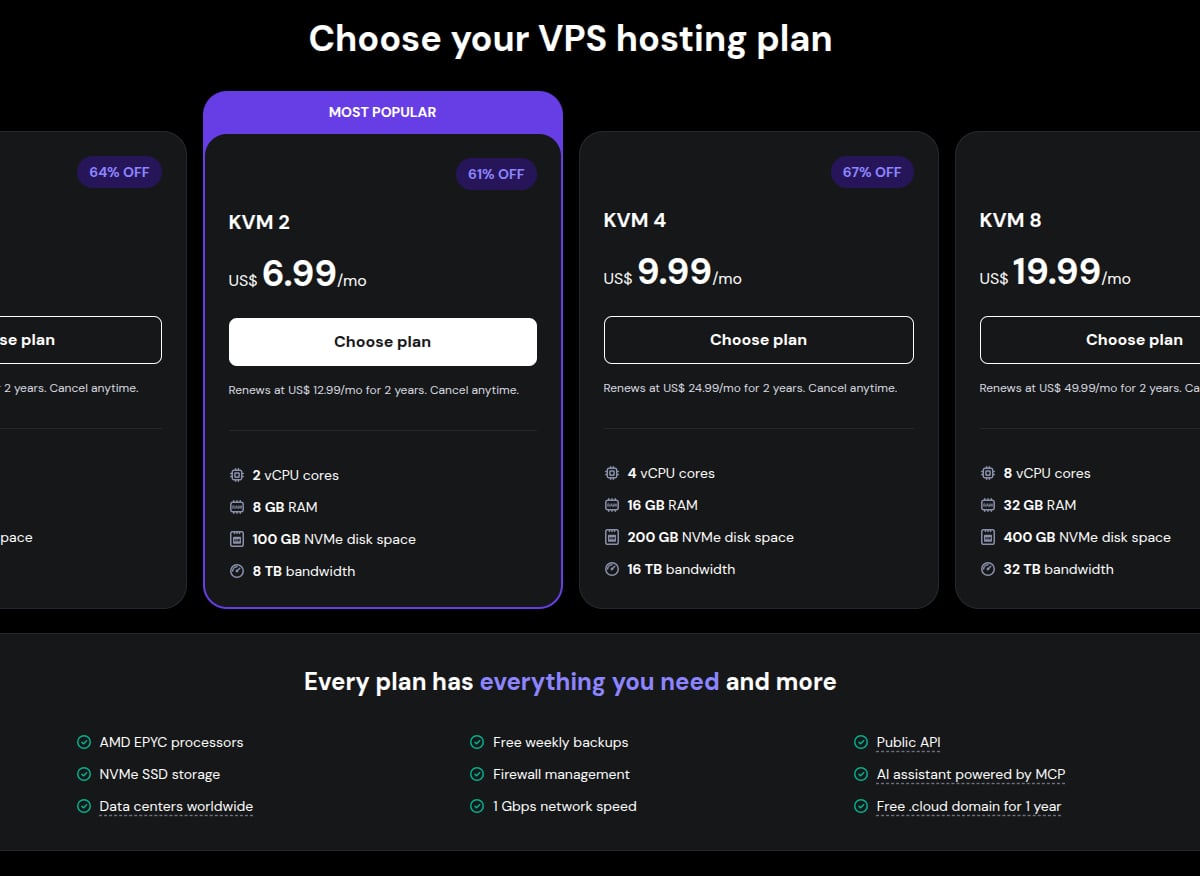 Choose your VPS hosting plan
64% OFF
se plan
2 years. Cancel anytime.
pace
MOST POPULAR
61% OFF
KVM 2
US$ 6.99/mo
Choose plan
Renews at US$ 12.99/mo for 2 years. Cancel anytime.
2 vCPU cores
8 GB RAM
100 GB NVMe disk space
8 TB bandwidth
67% OFF
KVM 4
US$ 9.99/mo
Choose plan
Renews at US$ 24.99/mo for 2 years. Cancel anytime.
4 vCPU cores
16 GB RAM
200 GB NVMe disk space
16 TB bandwidth
KVM 8
US$ 19.99/mo
Choose plan
Renews at US$ 49.99/mo for 2 years. Ca
8 vCPU cores
32 GB RAM
400 GB NVMe disk space
32 TB bandwidth
Every plan has everything you need and more
AMD EPYC processors
NVMe SSD storage
Data centers worldwide
Free weekly backups
Firewall management
1 Gbps network speed
Public API
AI assistant powered by MCP
Free .cloud domain for 1 year